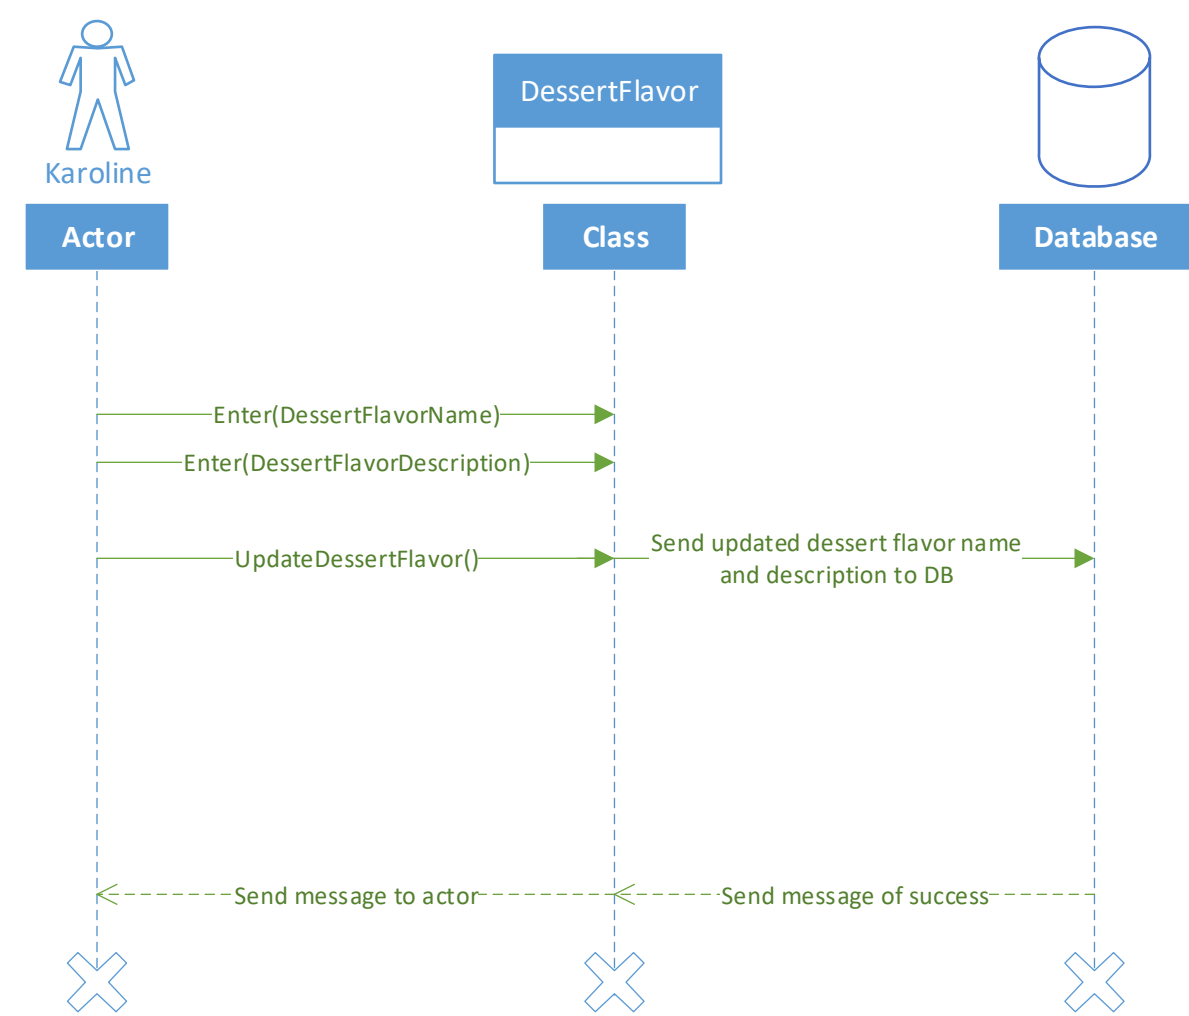 Karoline
DessertFlavor
Actor
Class
Database
Enter(DessertFlavorName)
Enter(DessertFlavorDescription)
UpdateDessertFlavor()
Send updated dessert flavor name
and description to DB
Send message to actor
Send message of success